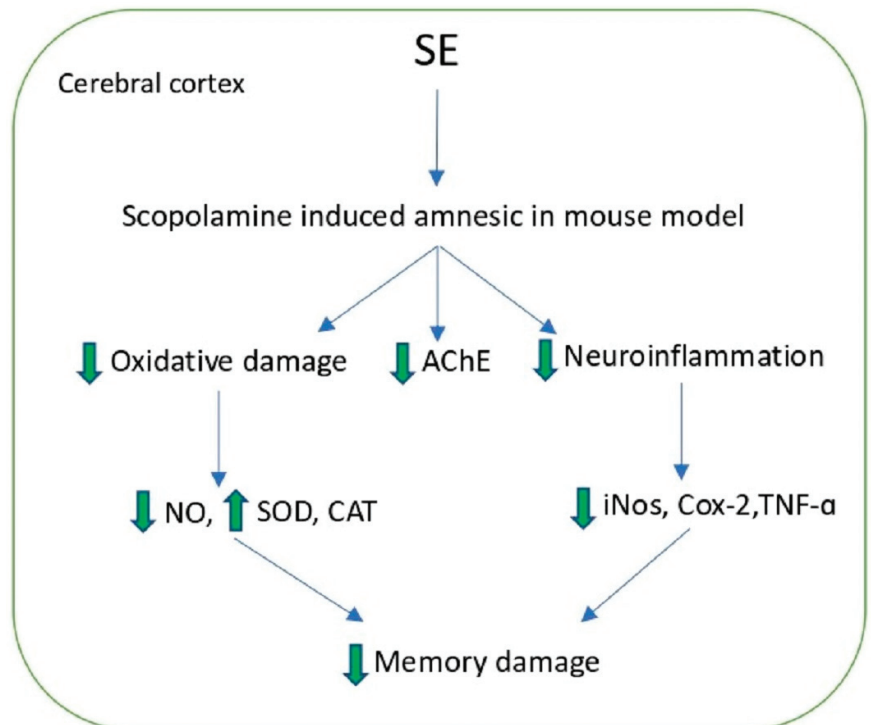 SE
Cerebral cortex
Scopolamine induced amnesic in mouse model
Oxidative damage
AChE
Neuroinflammation
NO, SOD, CAT
iNos, Cox-2,TNF-α
Memory damage